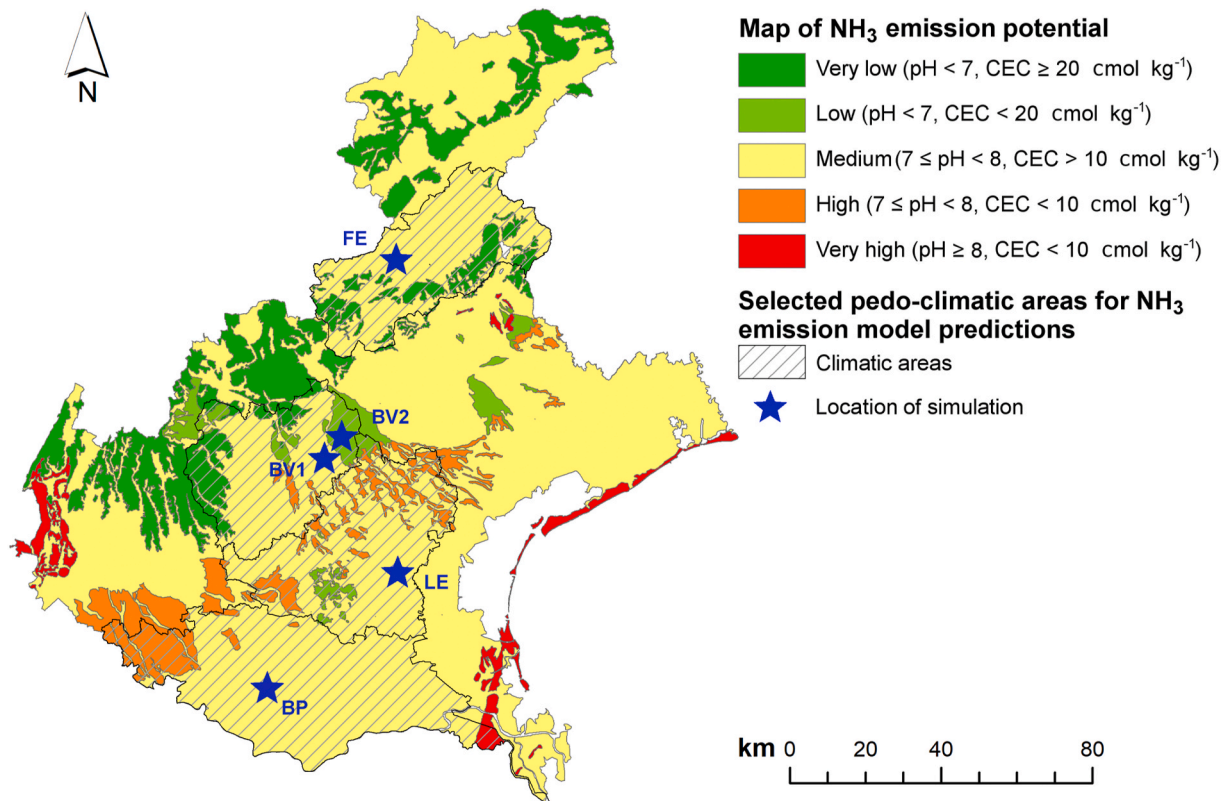 N
Map of NH3 emission potential
Very low (pH < 7, CEC ≥ 20 cmol kg-1)
Low (pH < 7, CEC < 20 cmol kg-1)
Medium (7 ≤ pH < 8, CEC > 10 cmol kg-1)
High (7 ≤ pH < 8, CEC < 10 cmol kg-1)
Very high (pH ≥ 8, CEC < 10 cmol kg-1)
Selected pedo-climatic areas for NH3
emission model predictions
Climatic areas
Location of simulation
FE
BV2
BV1
LE
BP
km 0 20 40 80